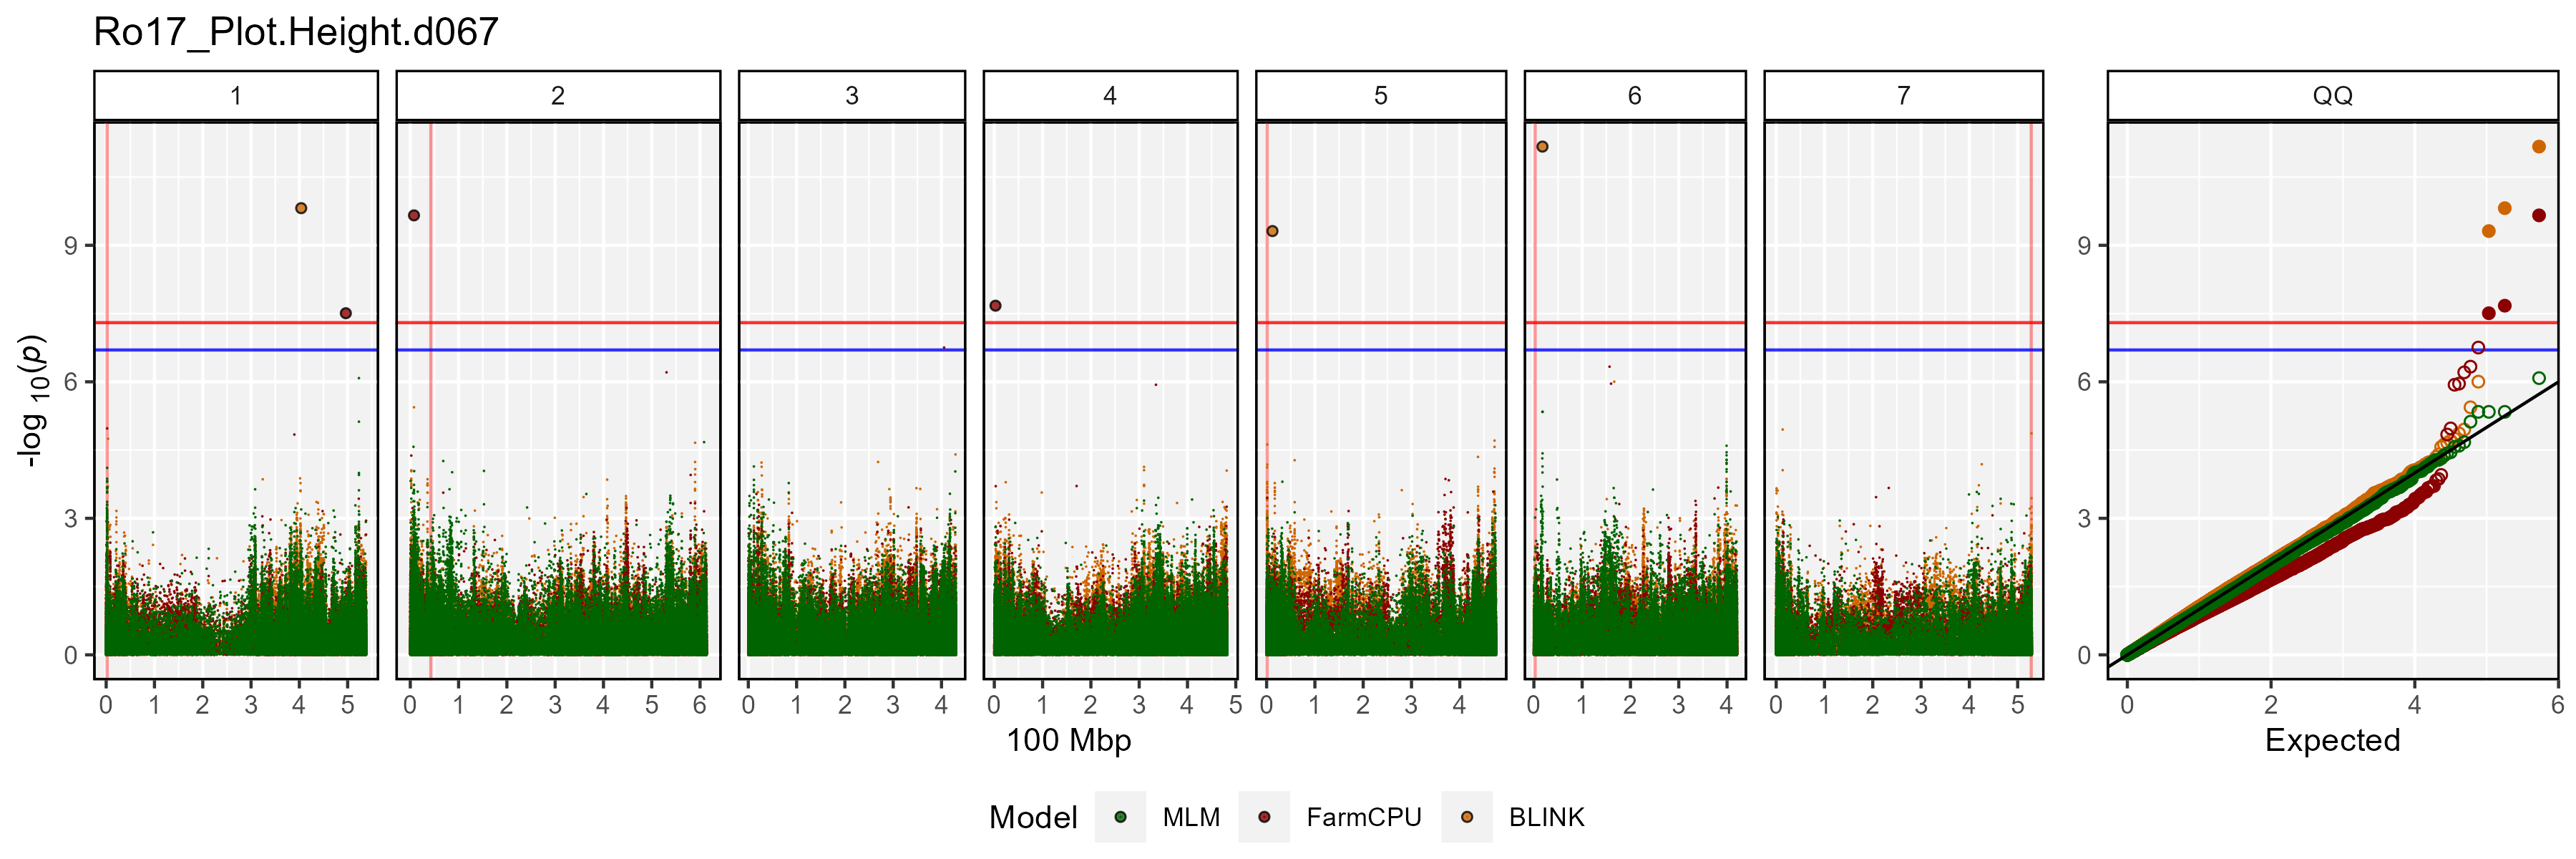 Ro17_Plot.Height.d067
1 2 3 4 5 6 7 QQ
-log 10(p)
9 9
6 6
3 3
0 0
0 1 2 3 4 5 0 1 2 3 4 5 6 0 1 2 3 4 0 1 2 3 4 5 0 1 2 3 4 0 1 2 3 4 0 1 2 3 4 5 0 2 4 6
100 Mbp Expected
Model MLM FarmCPU BLINK